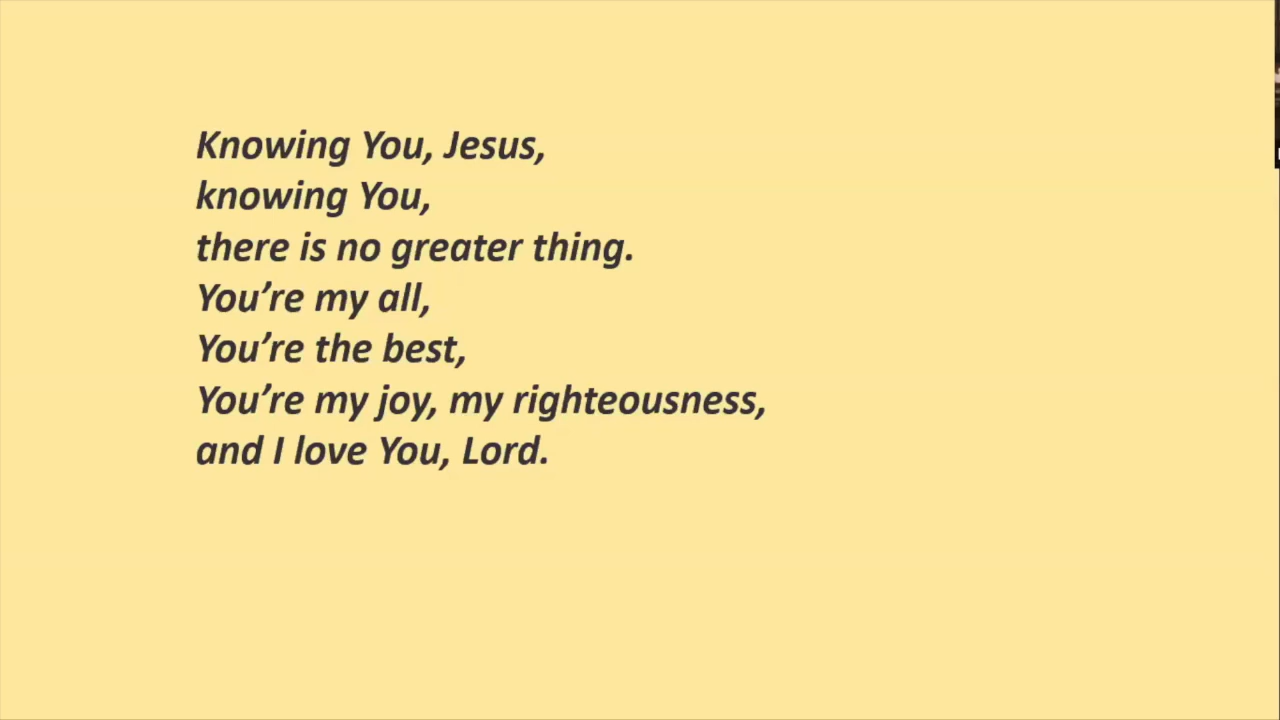 Knowing You, Jesus,
knowing You,
there is no greater thing.
You’re my all,
You’re the best,
You’re my joy, my righteousness,
and I love You, Lord.